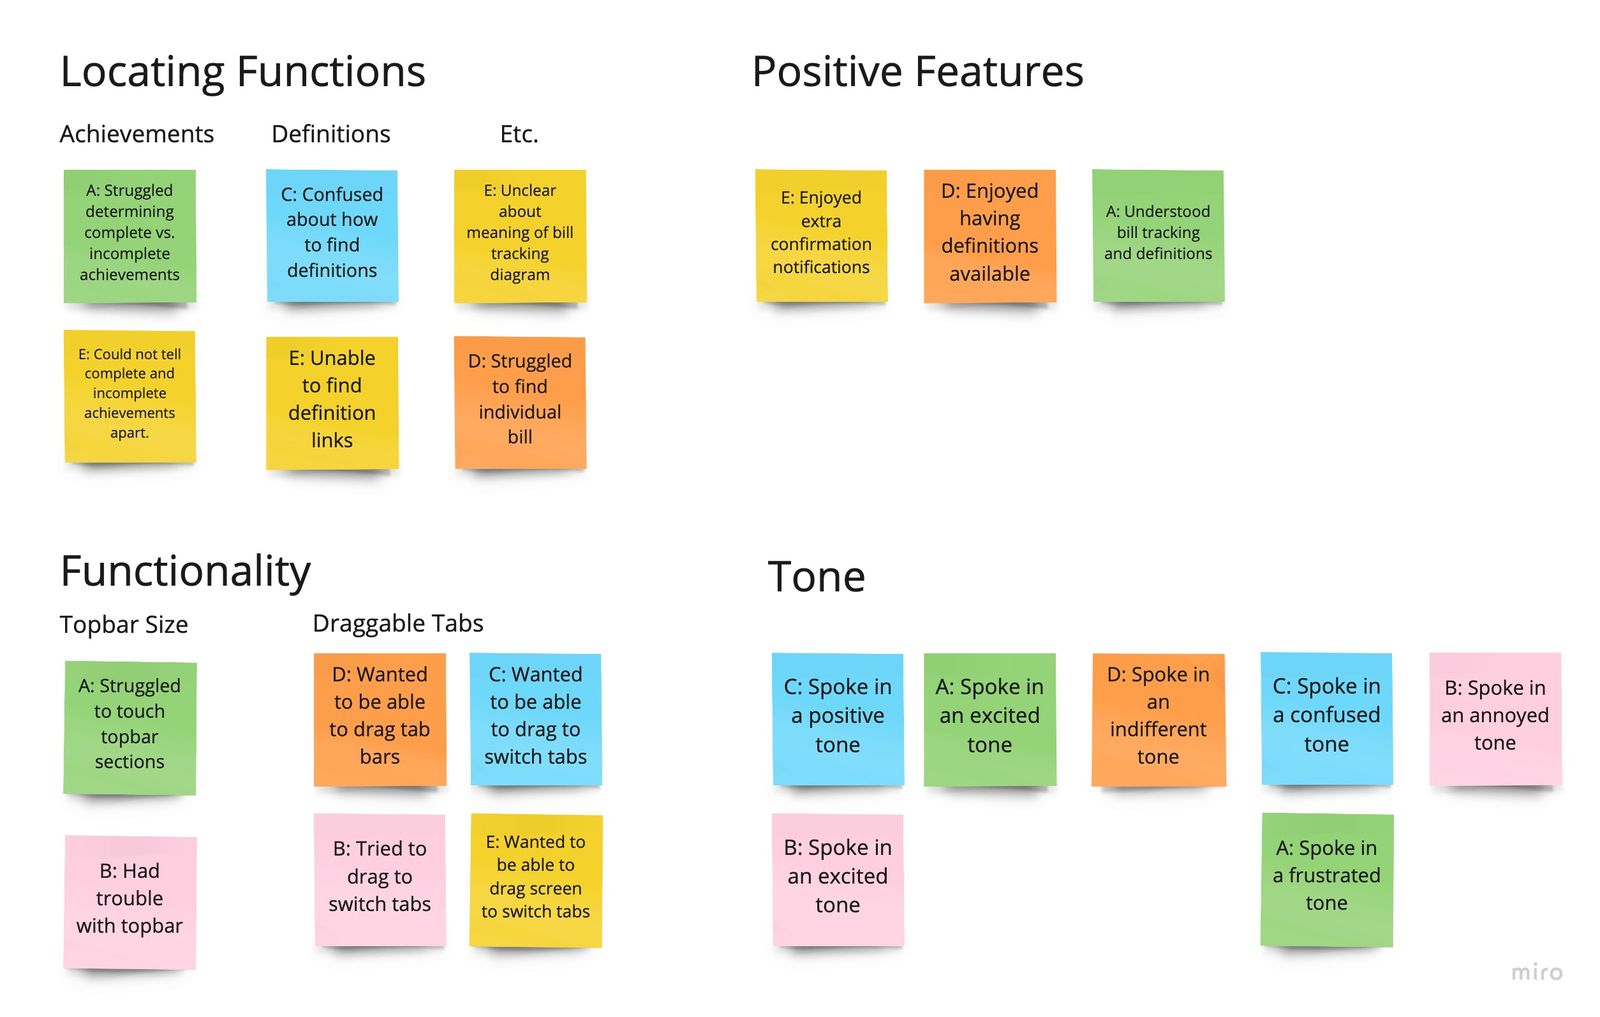 Locating Functions
Positive Features
Achievements
Definitions
Etc.
A: Struggled
determining
complete vs.
incomplete
achievements
C: Confused
about how
to find
definitions
E: Unclear
about
meaning of bill
tracking
diagram
E: Enjoyed
extra
confirmation
notifications
D: Enjoyed
having
definitions
available
A: Understood
bill tracking
and definitions
E: Could not tell
complete and
incomplete
achievements
apart.
E: Unable
to find
definition
links
D: Struggled
to find
individual
bill
Functionality
Tone
Topbar Size
Draggable Tabs
A: Struggled
to touch
topbar
sections
D: Wanted
to be able
to drag tab
bars
C: Wanted
to be able
to drag to
switch tabs
C: Spoke in
a positive
tone
A: Spoke in
an excited
tone
D: Spoke in
an
indifferent
tone
C: Spoke in
a confused
tone
B: Spoke in
an annoyed
tone
B: Had
trouble
with topbar
B: Tried to
drag to
switch tabs
E: Wanted to
be able to
drag screen
to switch tabs
B: Spoke in
an excited
tone
A: Spoke in
a frustrated
tone
miro